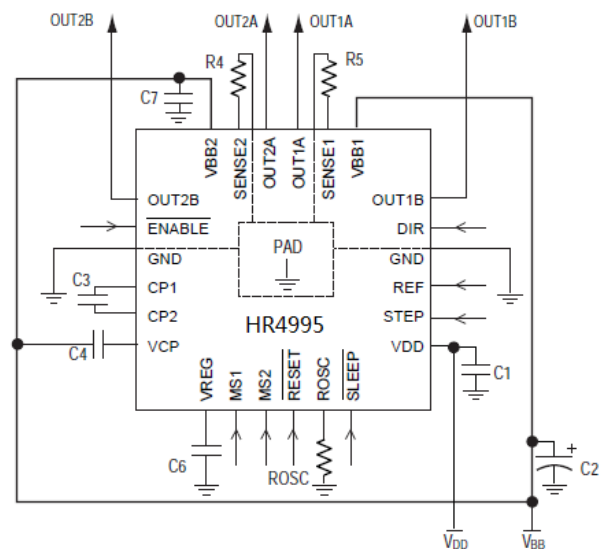 OUT2B
OUT2A
OUT1A
OUT1B
R4
R5
C7
VBB2
SENSE2
OUT2A
OUT1A
SENSE1
VBB1
OUT2B
OUT1B
ENABLE
DIR
GND
PAD
GND
C3
CP1
REF
CP2
HR4995
STEP
C4
VCP
VDD
C1
VREG
MS1
MS2
RESET
ROSC
SLEEP
C6
ROSC
+
C2
VDD
VBB